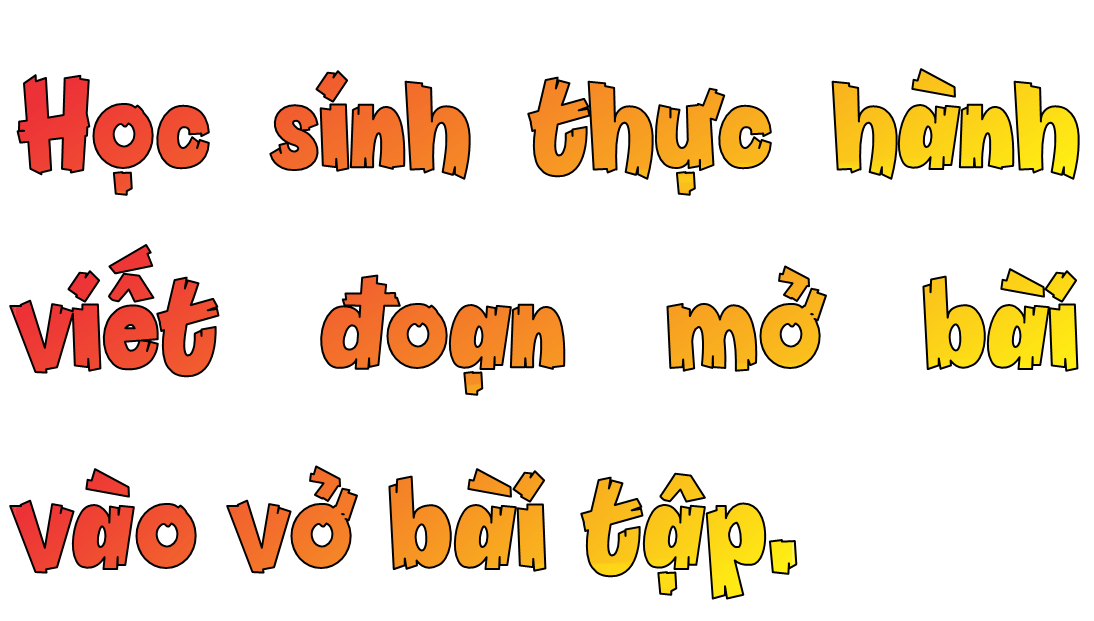 Học sinh thực hành
viết đoạn mở bài
vào vở bài tập.